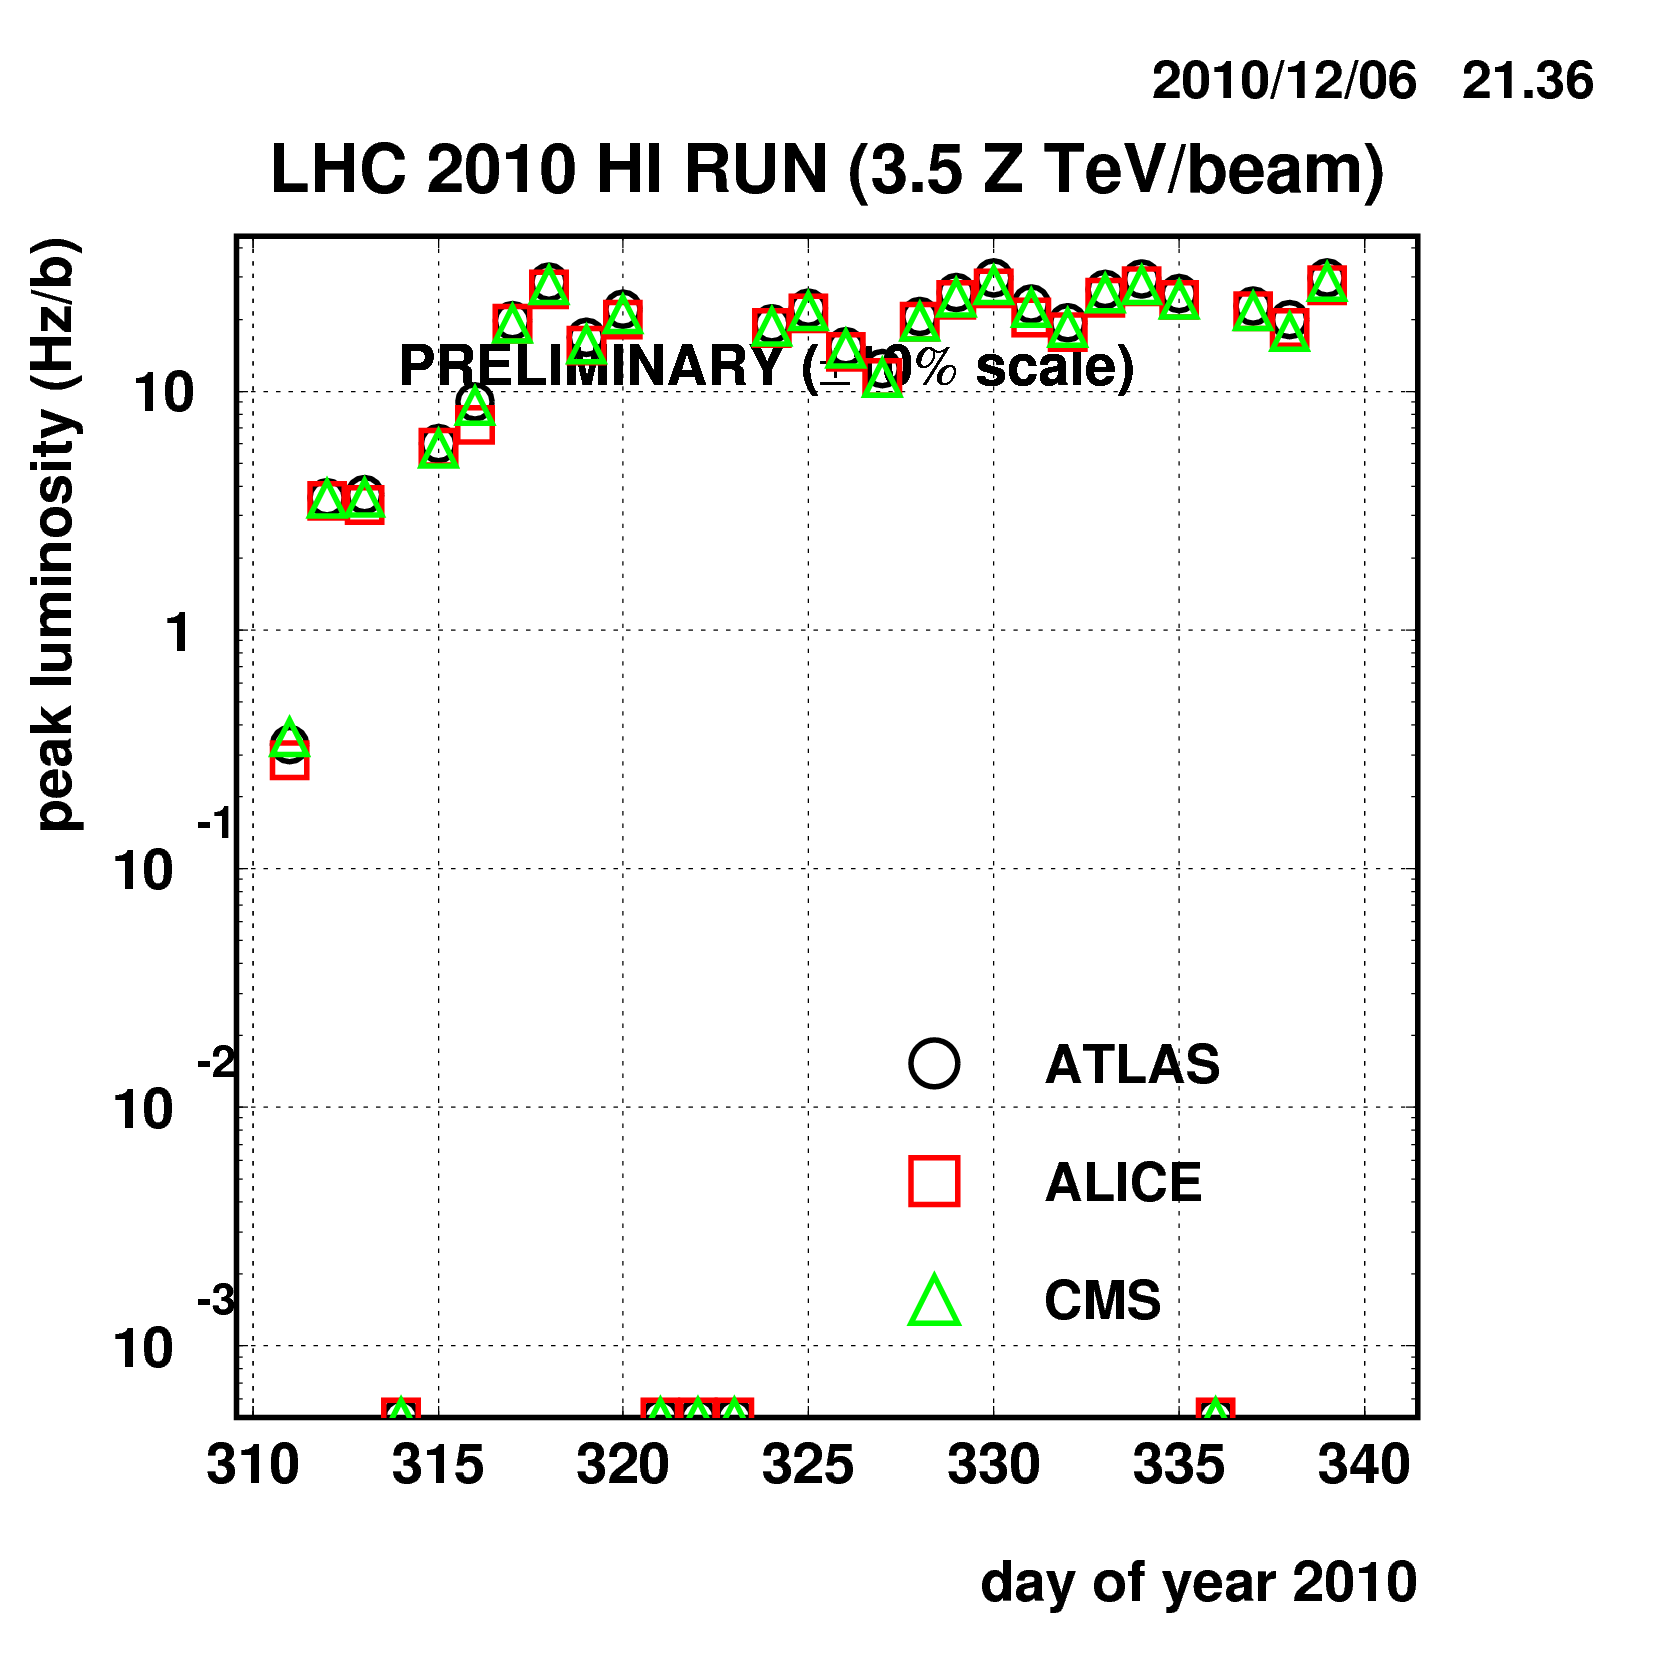 2010/12/06 21.36
LHC 2010 HI RUN (3.5 Z TeV/beam)
peak luminosity (Hz/b)
PRELIMINARY (±10% scale)
10
1
10 -1
10 -2
10 -3
ATLAS
ALICE
CMS
310 315 320 325 330 335 340
day of year 2010